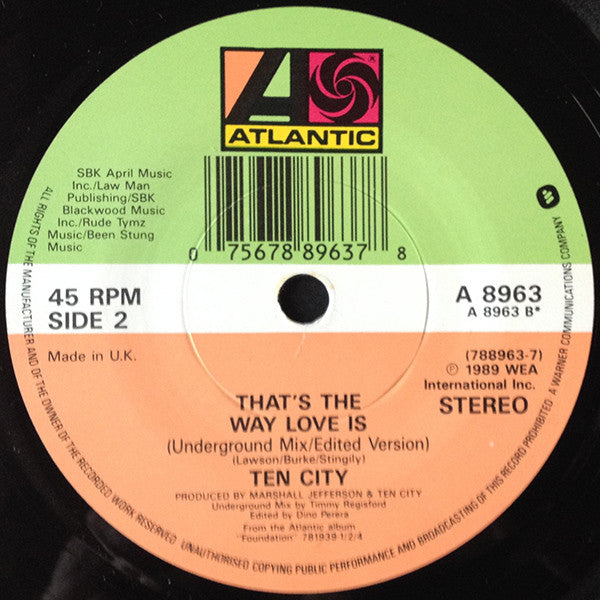 ATLANTIC
®
SBK April Music
Inc./Law Man
Publishing/SBK
Blackwood Music
Inc./Rude Tymz
Music/Been Stung
Music
0 75678 89637 8
45 RPM
SIDE 2
A 8963
A 8963 B*
Made in U.K.
(788963-7)
℗ 1989 WEA
International Inc.
STEREO
THAT'S THE
WAY LOVE IS
(Underground Mix/Edited Version)
(Lawson/Burke/Stingily)
TEN CITY
PRODUCED BY MARSHALL JEFFERSON & TEN CITY
Underground Mix by Timmy Regisford
Edited by Dino Perera
From the Atlantic album
"Foundation" 781939-1/2/4
ALL RIGHTS OF THE MANUFACTURER AND OF THE OWNER OF THE RECORDED WORK RESERVED UNAUTHORISED COPYING PUBLIC PERFORMANCE AND BROADCASTING OF THIS RECORD PROHIBITED A WARNER COMMUNICATIONS COMPANY